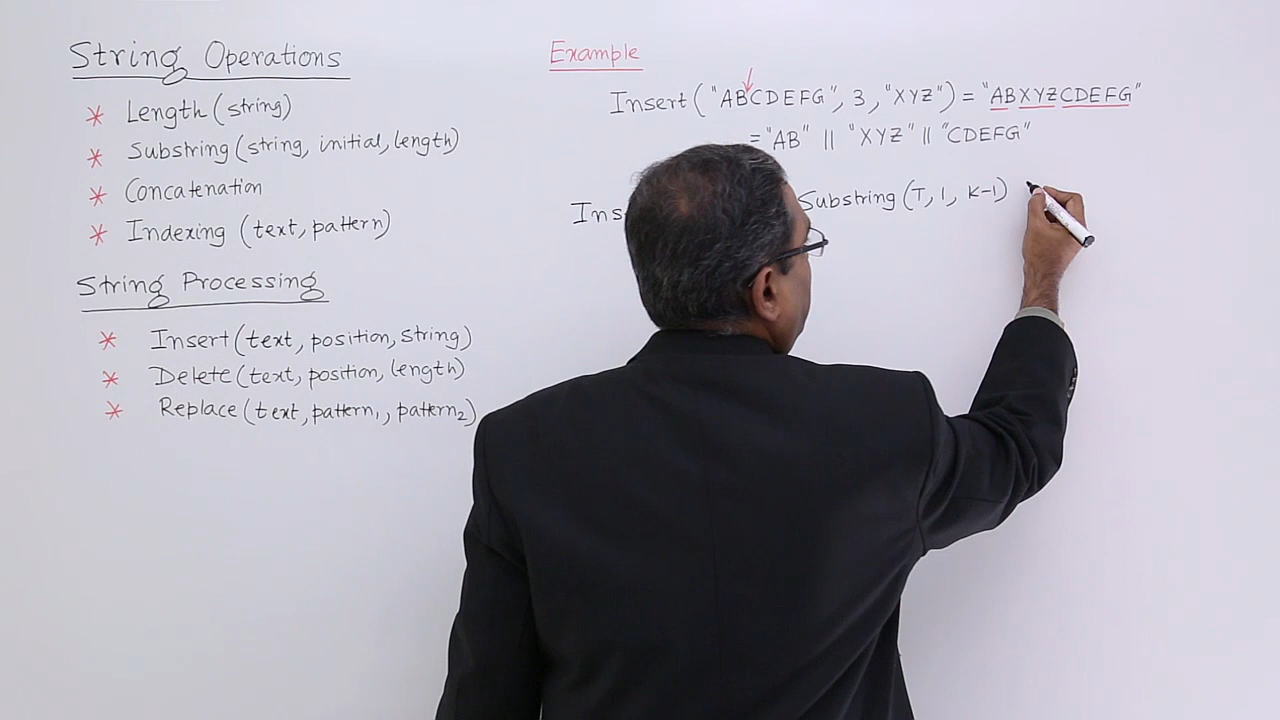 String Operations
* Length (string)
* Substring (string, initial, length)
* Concatenation
* Indexing (text, pattern)
String Processing
* Insert (text, position, String)
* Delete (text, position, length)
* Replace (text, pattern₁, pattern₂)
Example
Insert ("ABCDEFG", 3, "XYZ") = "ABXYZCDEFG"
= "AB" || "XYZ" || "CDEFG"
Substring (T, 1, K-1)